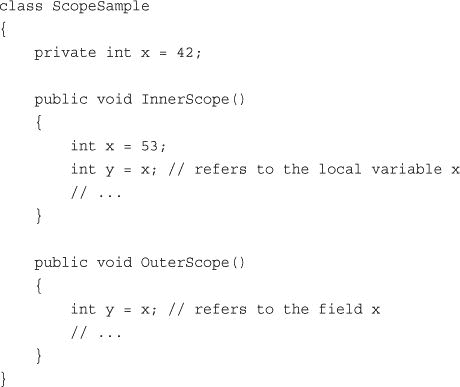 class ScopeSample
{
    private int x = 42;

    public void InnerScope()
    {
        int x = 53;
        int y = x; // refers to the local variable x
        // ...
    }

    public void OuterScope()
    {
        int y = x; // refers to the field x
        // ...
    }
}